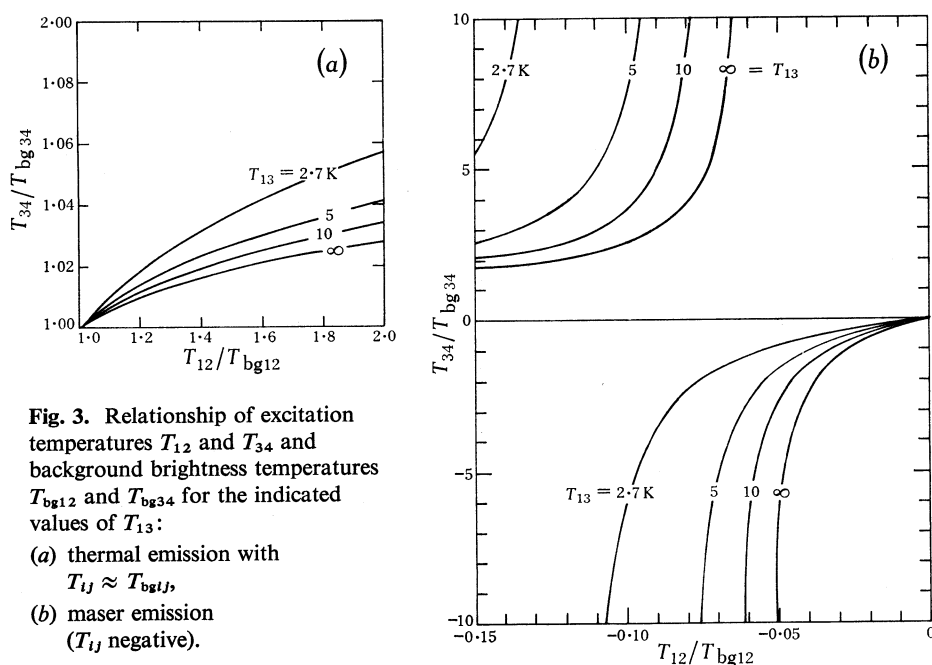 2·00
1·08
1·06
1·04
1·02
1·00
T34/Tbg 34
(a)
T13 = 2·7K
5
10
∞
1·0
1·2
1·4
1·6
1·8
2·0
T12/Tbg12
Fig. 3. Relationship of excitation
temperatures T12 and T34 and
background brightness temperatures
Tbg12 and Tbg34 for the indicated
values of T13:
(a) thermal emission with
Tij ≈ Tbgij,
(b) maser emission
(Tij negative).
10
5
0
−5
−10
T34/Tbg 34
(b)
2·7K
5
10
∞ = T13
T13 = 2·7K
5
10
∞
−0·15
−0·10
−0·05
0
T12/Tbg12